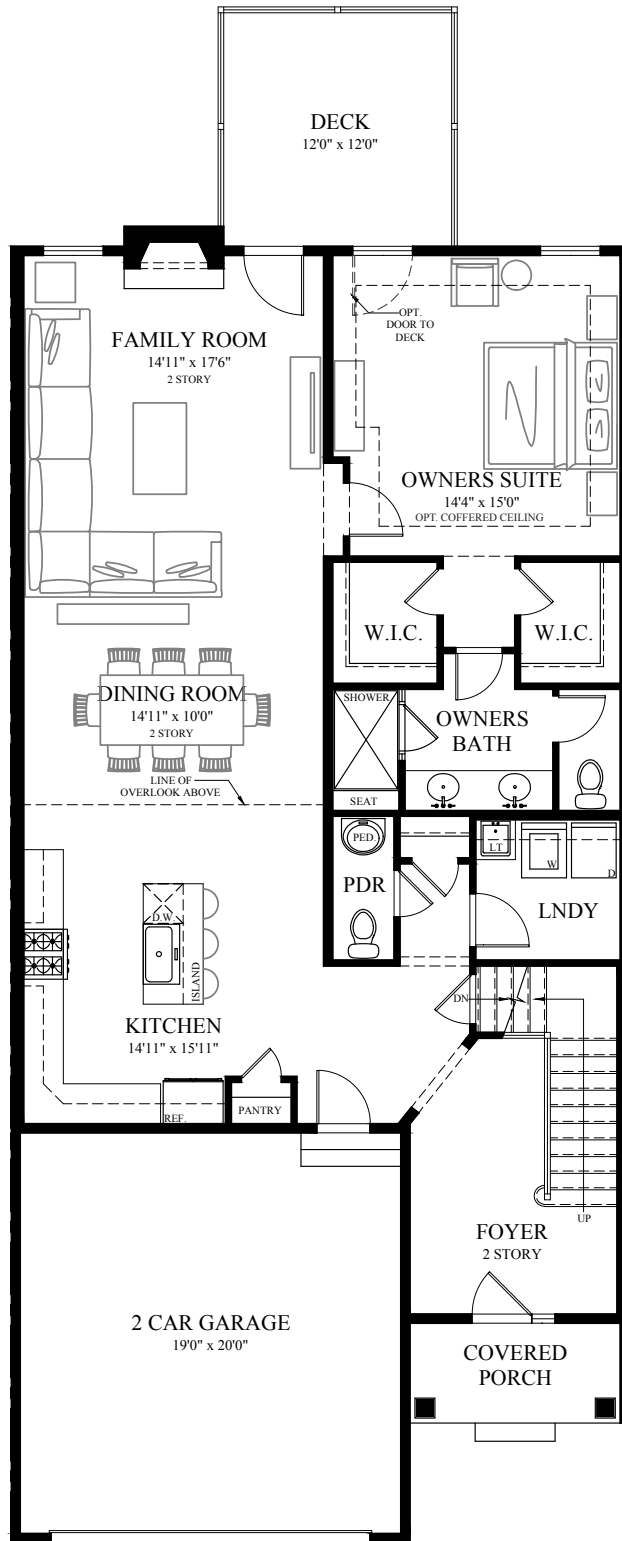 DECK
12'0" x 12'0"
OPT.
DOOR TO
DECK
FAMILY ROOM
14'11" x 17'6"
2 STORY
OWNERS SUITE
14'4" x 15'0"
OPT. COFFERED CEILING
W.I.C.
W.I.C.
DINING ROOM
14'11" x 10'0"
2 STORY
SHOWER
SEAT
OWNERS
BATH
LINE OF
OVERLOOK ABOVE
PED.
PDR
LT
W
D
LNDY
D.W.
ISLAND
KITCHEN
14'11" x 15'11"
DN
REF.
PANTRY
UP
FOYER
2 STORY
2 CAR GARAGE
19'0" x 20'0"
COVERED
PORCH